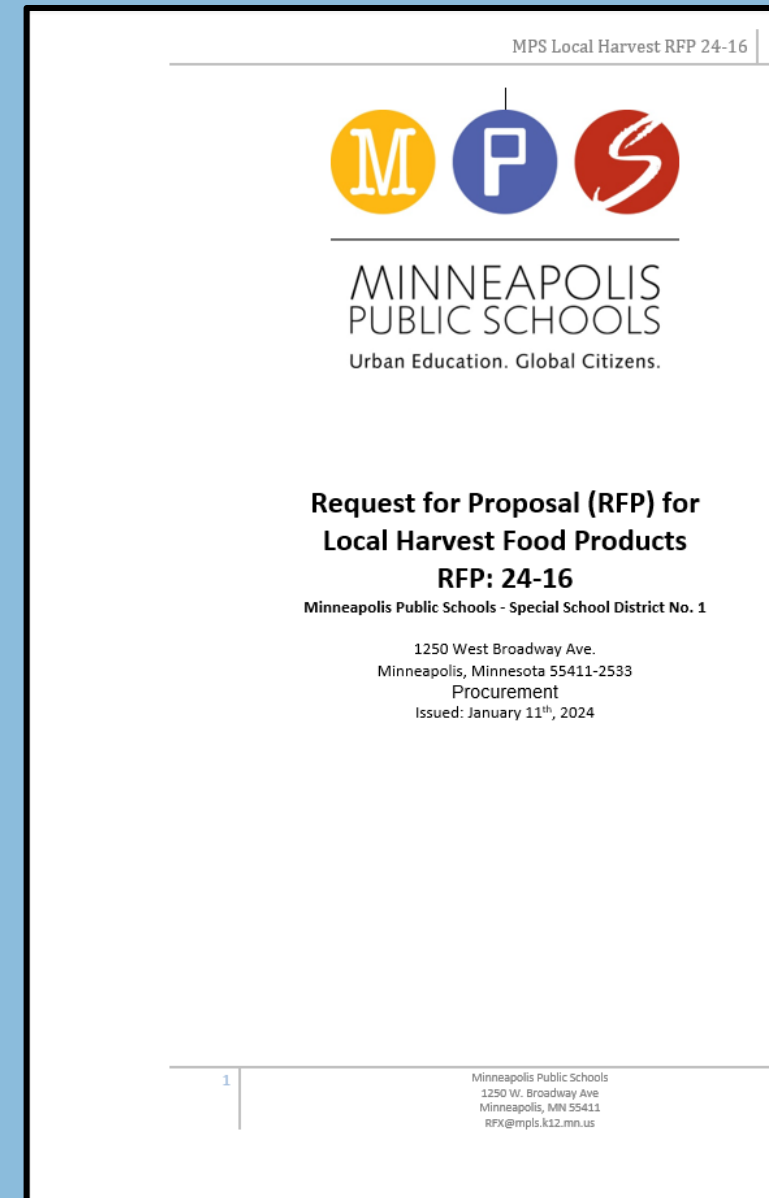 MPS Local Harvest RFP 24-16
M P S
MINNEAPOLIS
PUBLIC SCHOOLS
Urban Education. Global Citizens.
Request for Proposal (RFP) for
Local Harvest Food Products
RFP: 24-16
Minneapolis Public Schools - Special School District No. 1
1250 West Broadway Ave.
Minneapolis, Minnesota 55411-2533
Procurement
Issued: January 11th, 2024
1
Minneapolis Public Schools
1250 W. Broadway Ave
Minneapolis, MN 55411
RFX@mpls.k12.mn.us